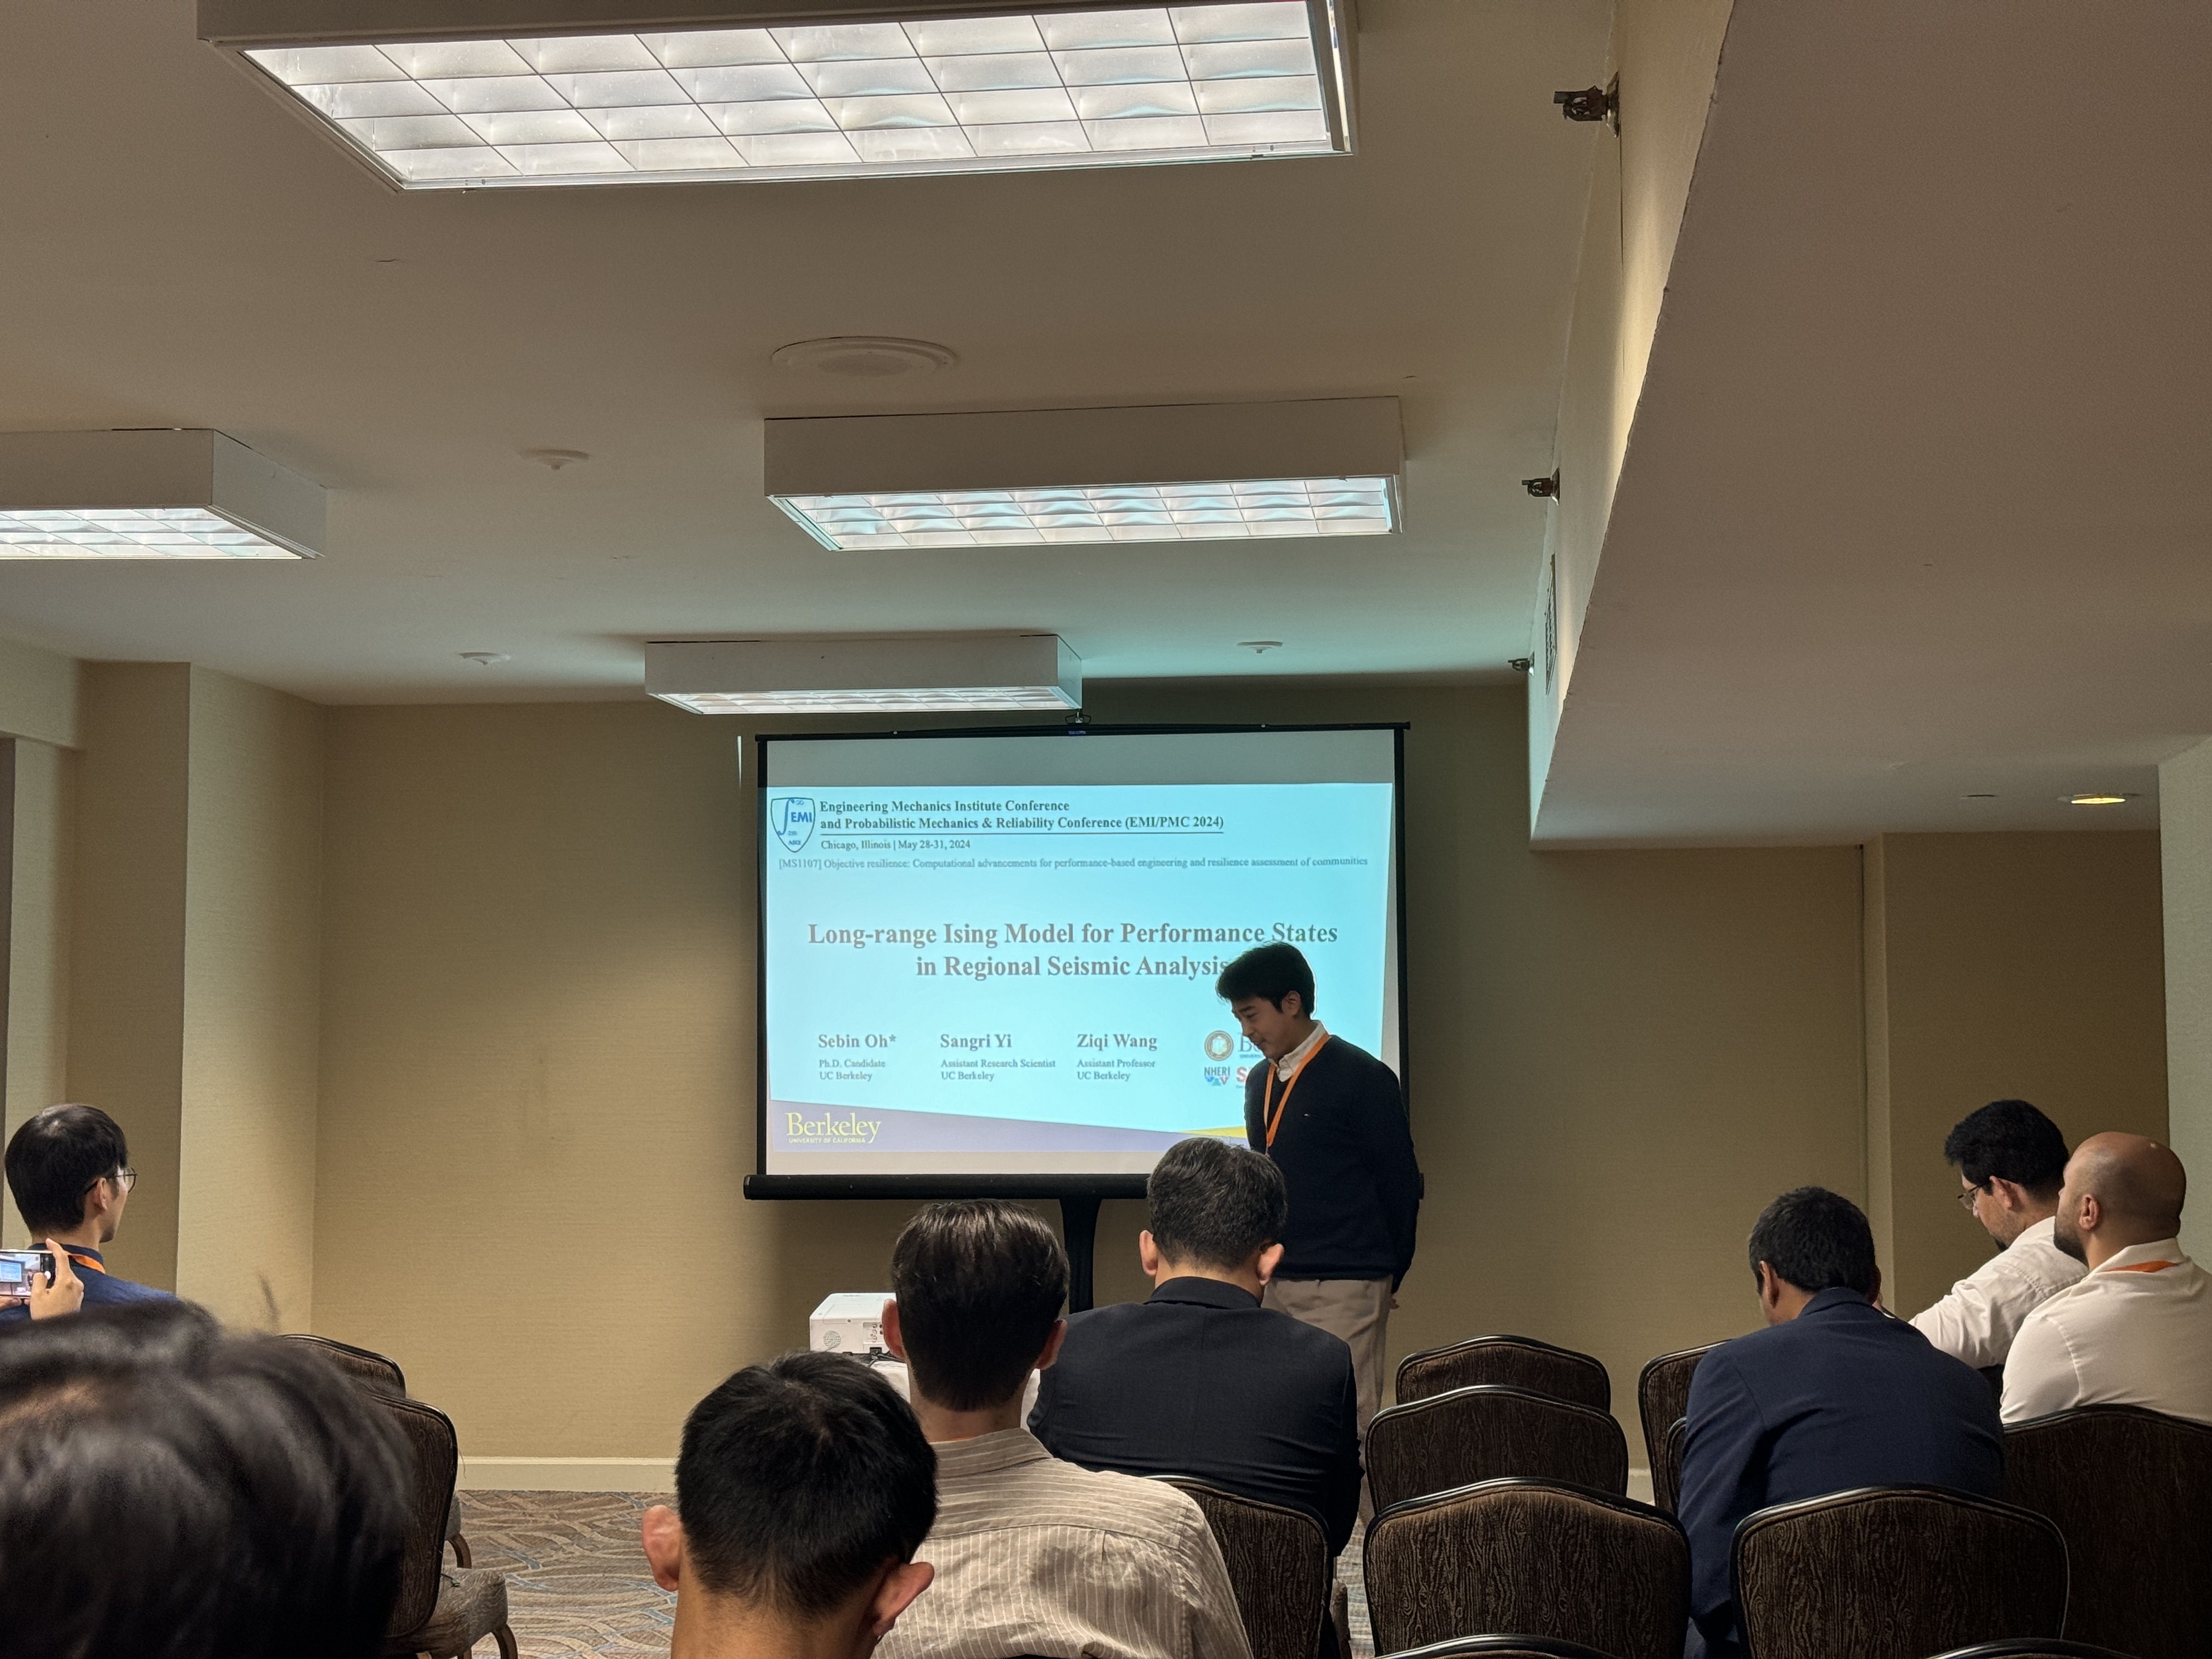 EMI
Engineering Mechanics Institute Conference
and Probabilistic Mechanics & Reliability Conference (EMI/PMC 2024)
Chicago, Illinois | May 28-31, 2024
[MS1107] Objective resilience: Computational advancements for performance-based engineering and resilience assessment of communities
Long-range Ising Model for Performance States
in Regional Seismic Analysis
Sebin Oh*
Ph.D. Candidate
UC Berkeley
Sangri Yi
Assistant Research Scientist
UC Berkeley
Ziqi Wang
Assistant Professor
UC Berkeley
NHERI
Berkeley
UNIVERSITY OF CALIFORNIA